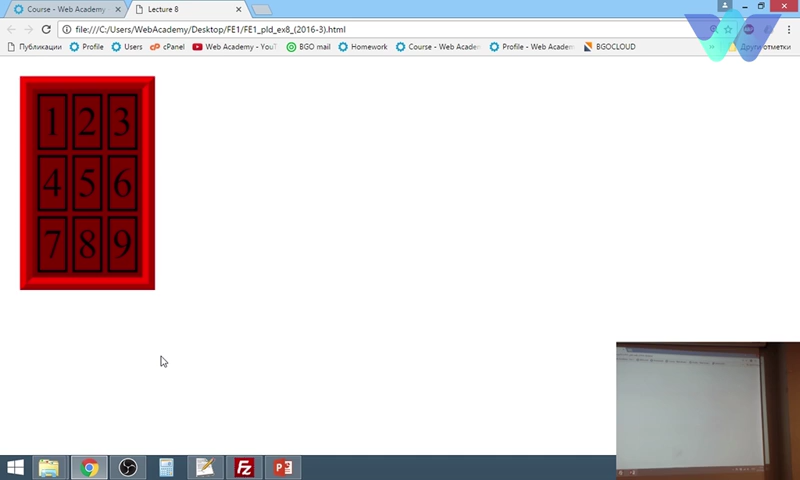 Course - Web Academy
Lecture 8
file:///C:/Users/WebAcademy/Desktop/FE1/FE1_pld_ex8_(2016-3).html
Публикации
Profile
Users
cPanel
Web Academy - YouT
BGO mail
Homework
Course - Web Academ
Profile - Web Academ
BGOCLOUD
Други отметки
1 2 3
4 5 6
7 8 9